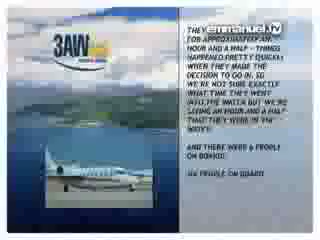 3AW
emmanuel.tv
THEY
FOR APPROXIMATELY AN
HOUR AND A HALF - THINGS
HAPPENED PRETTY QUICKLY
WHEN THEY MADE THE
DECISION TO GO IN, SO
WE'RE NOT SURE EXACTLY
WHAT TIME THEY WENT
INTO THE WATER BUT WE'RE
SAYING AN HOUR AND A HALF
THAT THEY WERE IN THE
WATER.
AND THERE WERE 6 PEOPLE
ON BOARD.
SIX PEOPLE ON BOARD